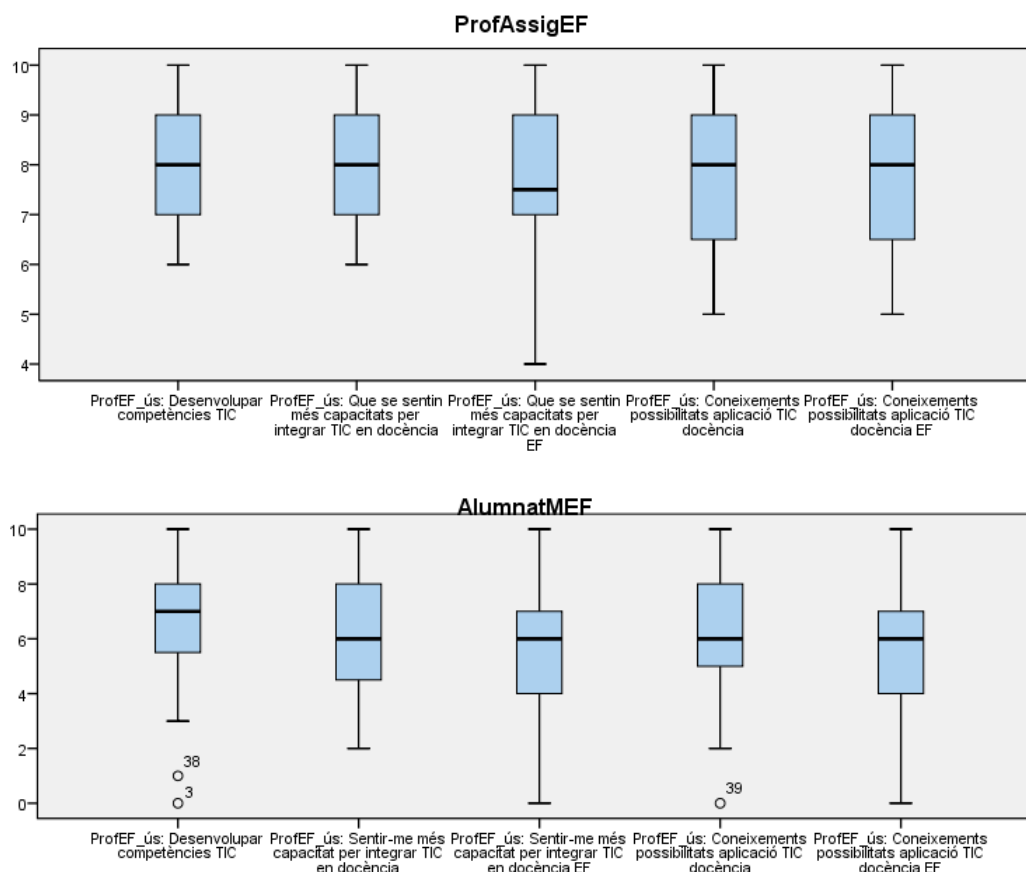 ProfAssigEF
10
9
8
7
6
5
4
ProfEF_ús: Desenvolupar
competències TIC
ProfEF_ús: Que se sentin
més capacitats per
integrar TIC en docència
ProfEF_ús: Que se sentin
més capacitats per
integrar TIC en docència
EF
ProfEF_ús: Coneixements
possibilitats aplicació TIC
docència
ProfEF_ús: Coneixements
possibilitats aplicació TIC
docència EF
AlumnatMEF
10
8
6
4
2
0
38
3
39
ProfEF_ús: Desenvolupar
competències TIC
ProfEF_ús: Sentir-me més
capacitat per integrar TIC
en docència
ProfEF_ús: Sentir-me més
capacitat per integrar TIC
en docència EF
ProfEF_ús: Coneixements
possibilitats aplicació TIC
docència
ProfEF_ús: Coneixements
possibilitats aplicació TIC
docència EF